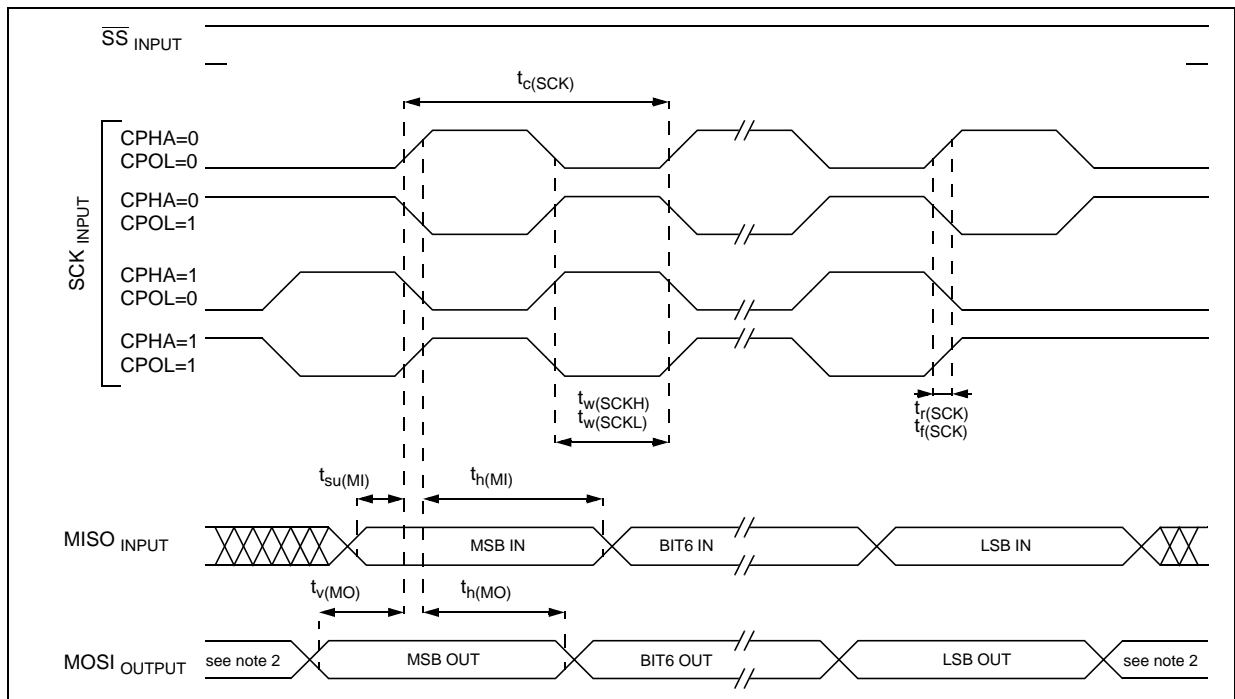 SS INPUT
tc(SCK)
SCK INPUT
CPHA=0
CPOL=0
CPHA=0
CPOL=1
CPHA=1
CPOL=0
CPHA=1
CPOL=1
tw(SCKH)
tw(SCKL)
tr(SCK)
tf(SCK)
tsu(MI)
th(MI)
MISO INPUT
MSB IN
BIT6 IN
LSB IN
tv(MO)
th(MO)
MOSI OUTPUT
see note 2
MSB OUT
BIT6 OUT
LSB OUT
see note 2